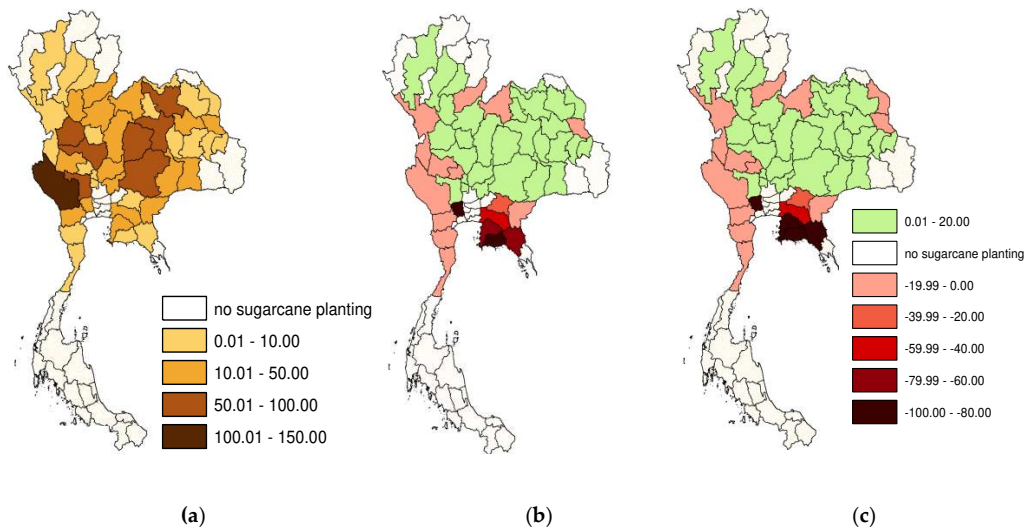 no sugarcane planting
0.01 - 10.00
10.01 - 50.00
50.01 - 100.00
100.01 - 150.00
0.01 - 20.00
no sugarcane planting
-19.99 - 0.00
-39.99 - -20.00
-59.99 - -40.00
-79.99 - -60.00
-100.00 - -80.00
(a)
(b)
(c)